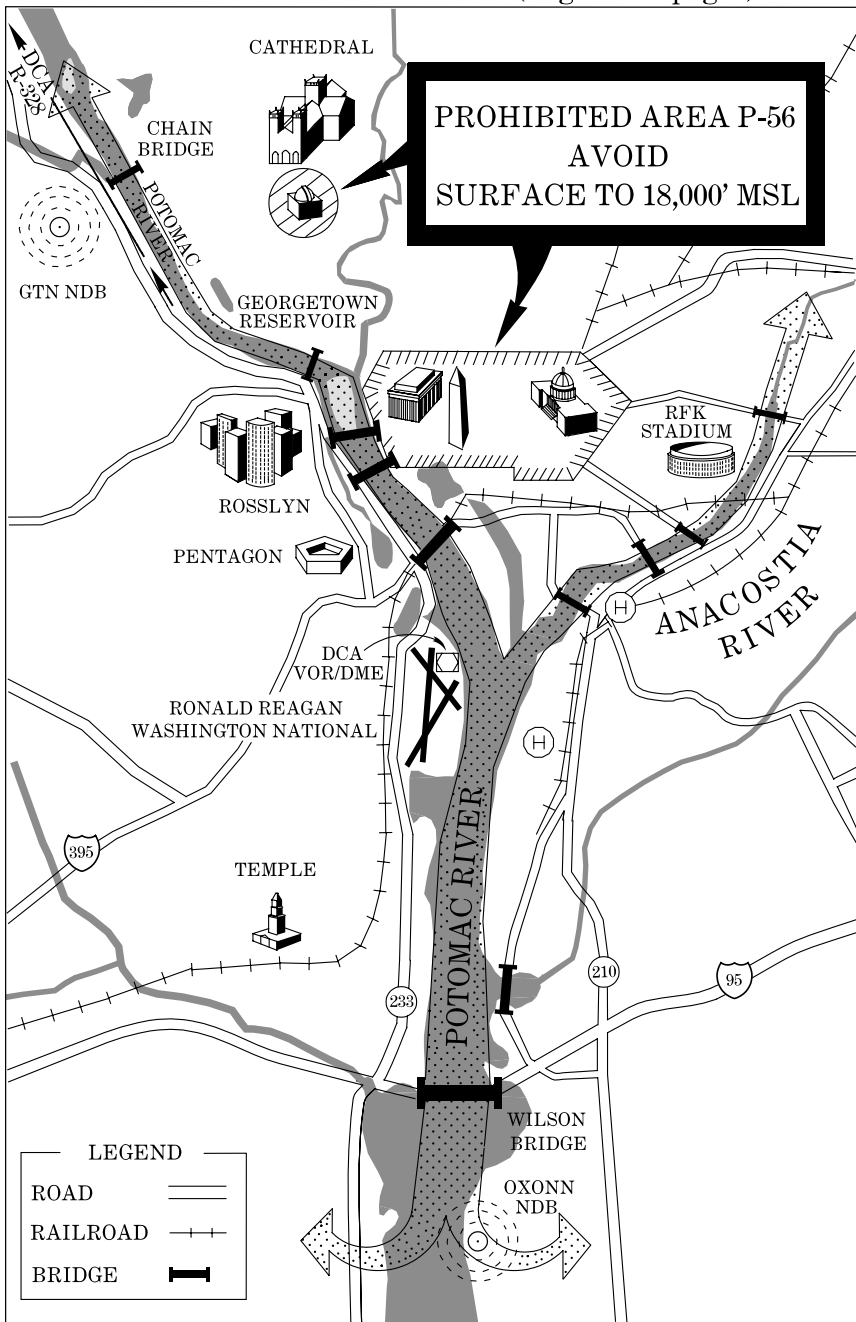 CATHEDRAL
DCA
R-328
PROHIBITED AREA P-56
AVOID
SURFACE TO 18,000' MSL
CHAIN
BRIDGE
POTOMAC
RIVER
GTN NDB
GEORGETOWN
RESERVOIR
RFK
STADIUM
ROSSLYN
PENTAGON
ANACOSTIA
RIVER
H
DCA
VOR/DME
RONALD REAGAN
WASHINGTON NATIONAL
H
POTOMAC RIVER
395
TEMPLE
233
210
95
WILSON
BRIDGE
OXONN
NDB
LEGEND
ROAD
RAILROAD
BRIDGE